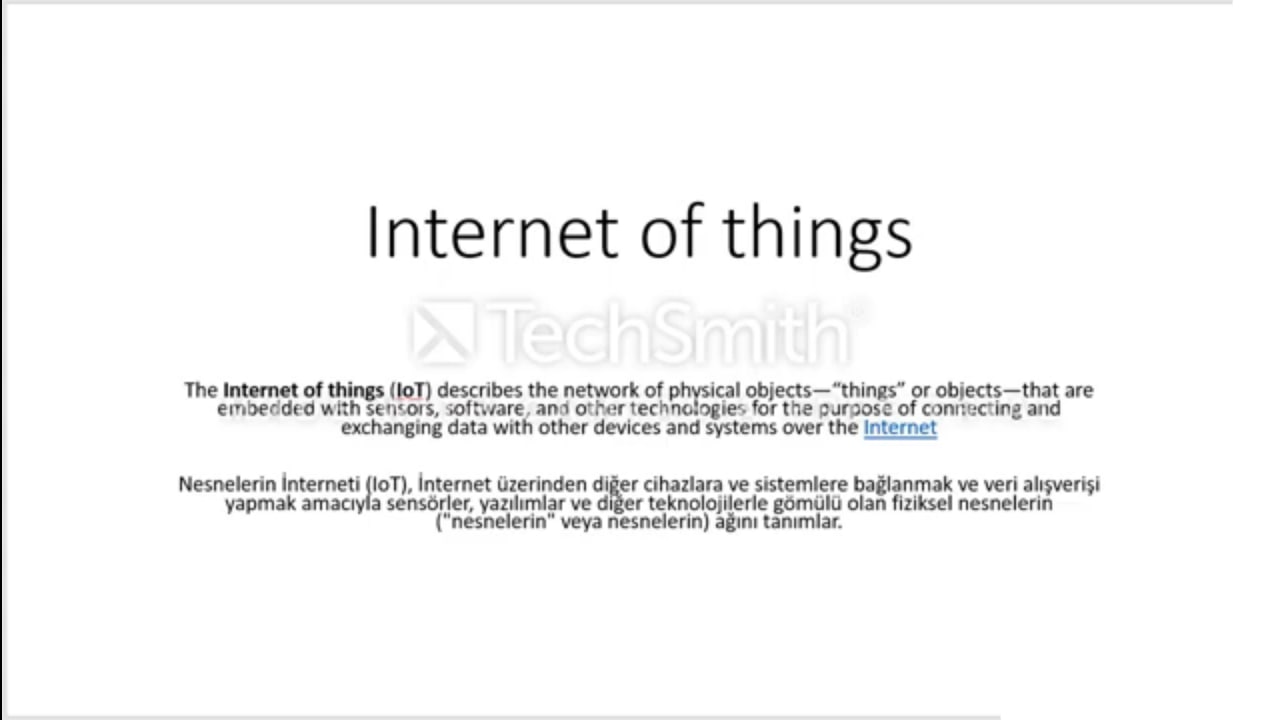 Internet of things
TechSmith®
The Internet of things (IoT) describes the network of physical objects—“things” or objects—that are
embedded with sensors, software, and other technologies for the purpose of connecting and
exchanging data with other devices and systems over the Internet
Nesnelerin İnterneti (IoT), İnternet üzerinden diğer cihazlara ve sistemlere bağlanmak ve veri alışverişi
yapmak amacıyla sensörler, yazılımlar ve diğer teknolojilerle gömülü olan fiziksel nesnelerin
("nesnelerin" veya nesnelerin) ağını tanımlar.